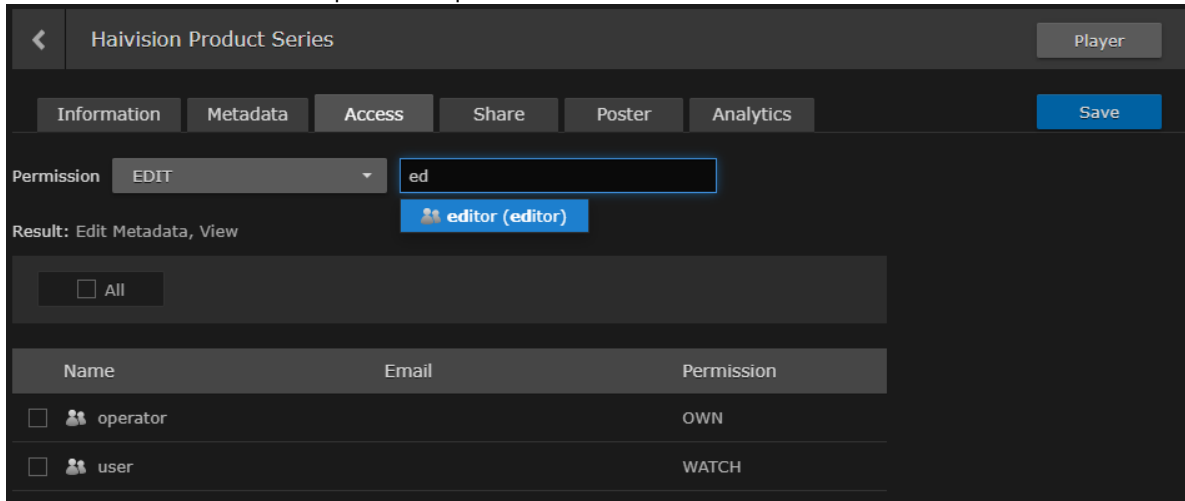 Haivision Product Series Player
Information Metadata Access Share Poster Analytics Save
Permission EDIT ed
editor (editor)
Result: Edit Metadata, View
All
Name Email Permission
operator OWN
user WATCH